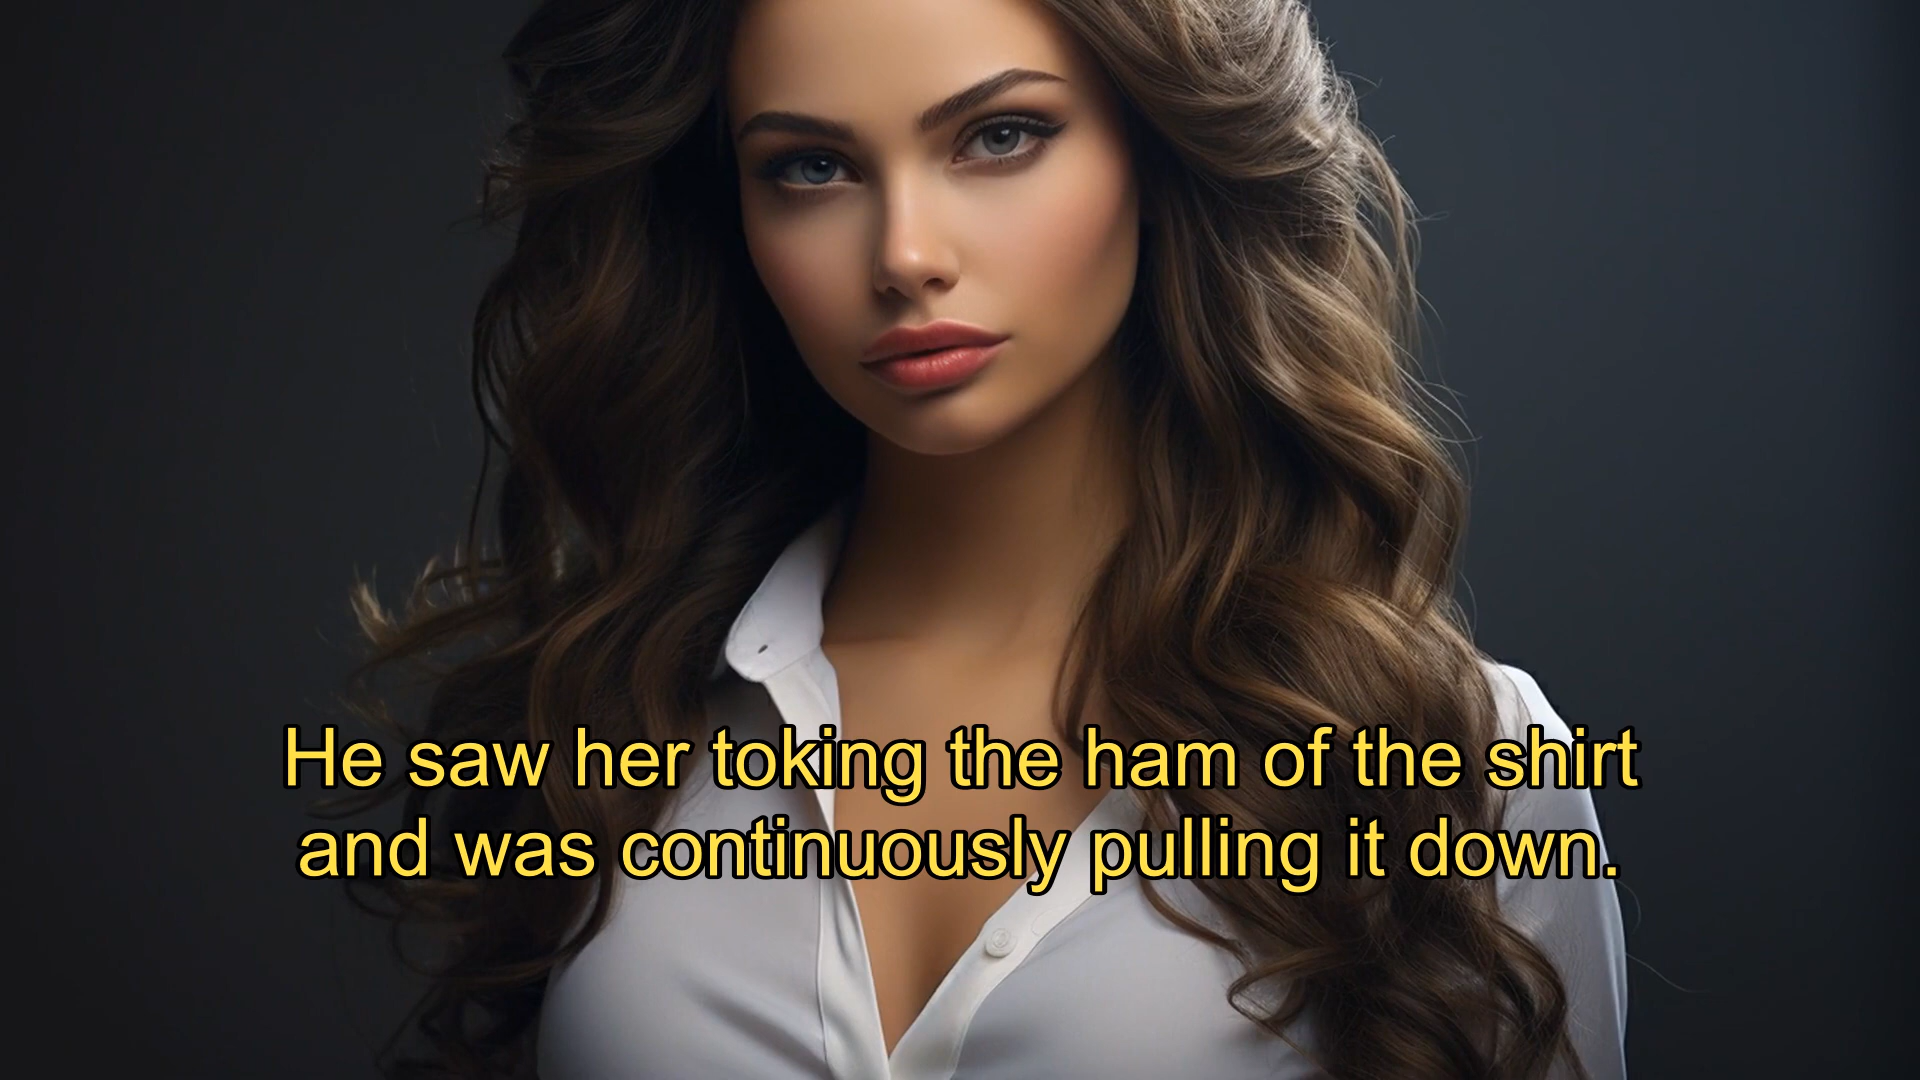 He saw her toking the ham of the shirt
and was continuously pulling it down.